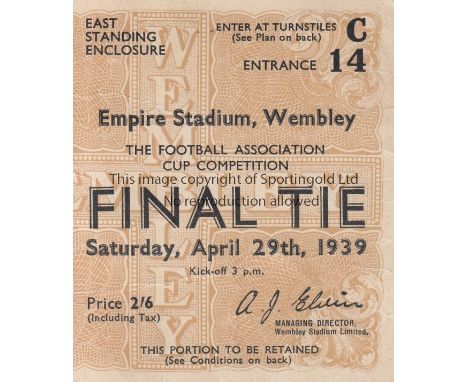 EAST
STANDING
ENCLOSURE
ENTER AT TURNSTILES
(See Plan on back)
C
ENTRANCE 14
WEMBLEY
WEMBLEY
Empire Stadium, Wembley
THE FOOTBALL ASSOCIATION
CUP COMPETITION
This image copyright of Sportingold Ltd
No reproduction allowed
FINAL TIE
Saturday, April 29th, 1939
Kick-off 3 p.m.
Price 2/6
(Including Tax)
A. J. Elvin
MANAGING DIRECTOR,
Wembley Stadium Limited.
THIS PORTION TO BE RETAINED
(See Conditions on back)